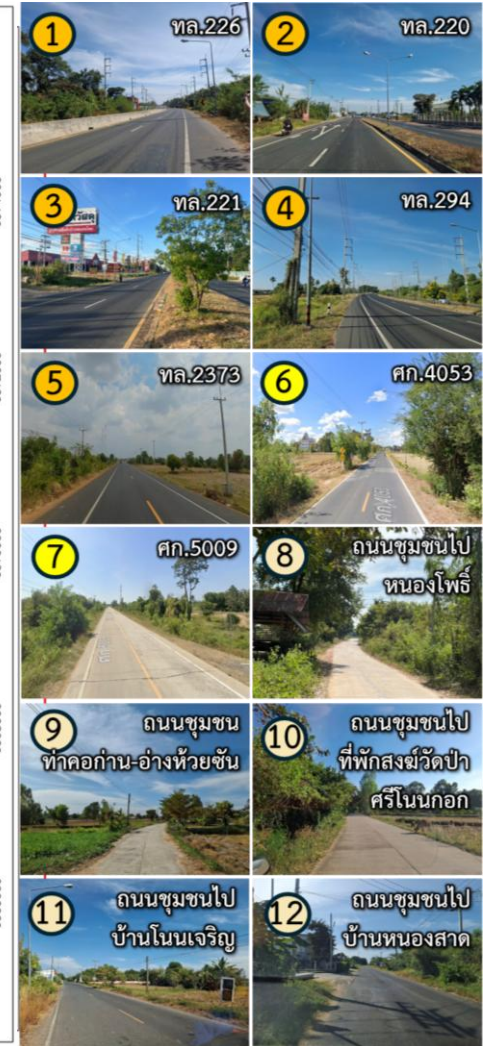 1
ทล.226
2
ทล.220
3
ทล.221
วัสดุ
4
ทล.294
5
ทล.2373
6
ศก.4053
7
ศก.5009
8
ถนนชุมชนไป
หนองโพธิ์
9
ถนนชุมชน
ท่าคอก่าน-อ่างห้วยซัน
10
ถนนชุมชนไป
ที่พักสงฆ์วัดป่า
ศรีโนนกอก
11
ถนนชุมชนไป
บ้านโนนเจริญ
12
ถนนชุมชนไป
บ้านหนองสาด